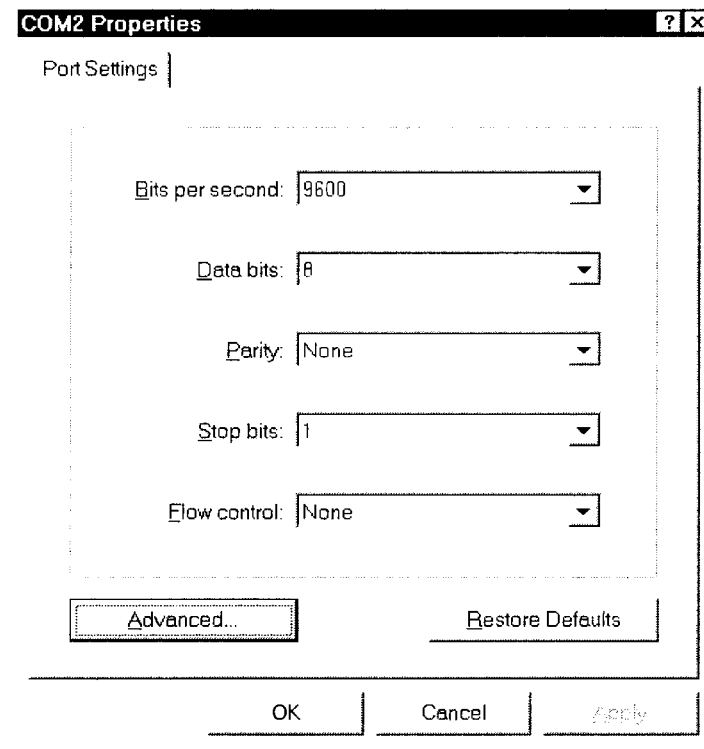 COM2 Properties ? X
Port Settings
Bits per second: 9600
Data bits: 8
Parity: None
Stop bits: 1
Flow control: None
Advanced... Restore Defaults
OK Cancel Apply